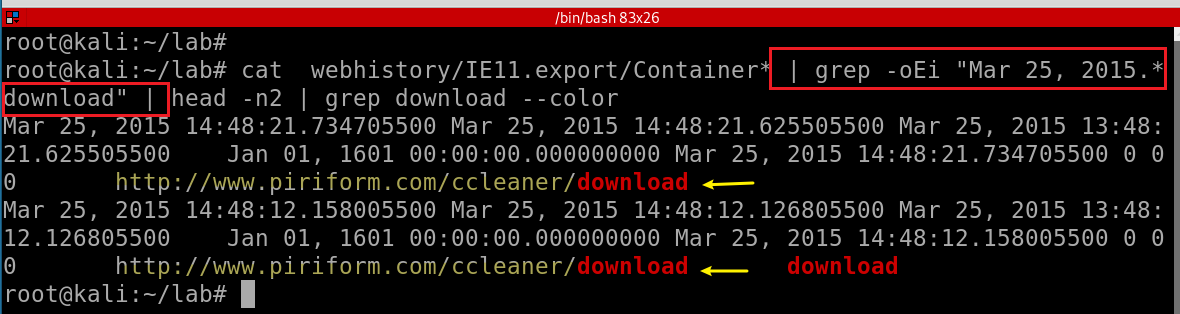 /bin/bash 83x26
root@kali:~/lab#
root@kali:~/lab# cat  webhistory/IE11.export/Container* | grep -oEi "Mar 25, 2015.*
download" | head -n2 | grep download --color
Mar 25, 2015 14:48:21.734705500 Mar 25, 2015 14:48:21.625505500 Mar 25, 2015 13:48:
21.625505500    Jan 01, 1601 00:00:00.000000000 Mar 25, 2015 14:48:21.734705500 0 0
0       http://www.piriform.com/ccleaner/download
Mar 25, 2015 14:48:12.158005500 Mar 25, 2015 14:48:12.126805500 Mar 25, 2015 13:48:
12.126805500    Jan 01, 1601 00:00:00.000000000 Mar 25, 2015 14:48:12.158005500 0 0
0       http://www.piriform.com/ccleaner/download       download
root@kali:~/lab#